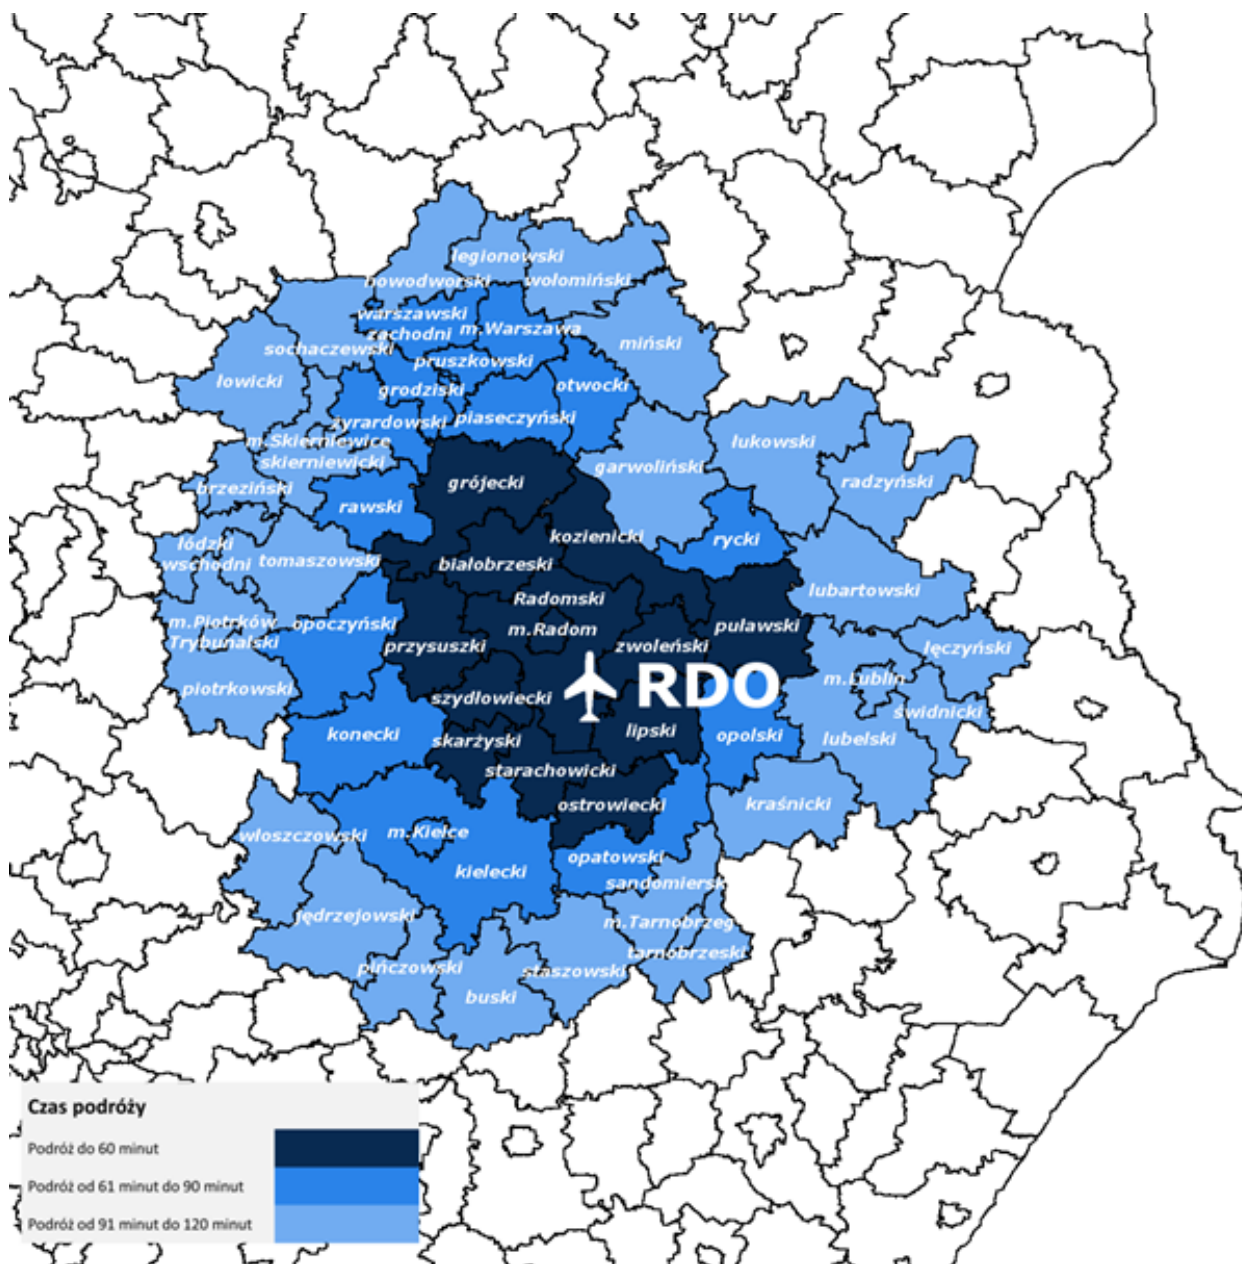 legionowski
nowodworski
wołomiński
warszawski
zachodni
m.Warszawa
sochaczewski
miński
pruszkowski
łowicki
grodziski
otwocki
żyrardowski
piaseczyński
m.Skierniewice
skierniewicki
łukowski
garwoliński
brzeziński
grójecki
radzyński
rawski
kozienicki
rycki
łódzki
wschodni
tomaszowski
białobrzeski
lubartowski
Radomski
m.Piotrków
Trybunalski
opoczyński
m.Radom
puławski
przysuszki
zwoleński
łęczyński
m.Lublin
piotrkowski
szydłowiecki
RDO
świdnicki
konecki
skarżyski
lipski
opolski
lubelski
starachowicki
ostrowiecki
kraśnicki
włoszczowski
m.Kielce
kielecki
opatowski
sandomiersk
jędrzejowski
m.Tarnobrzeg
tarnobrzeski
pińczowski
staszowski
buski
Czas podróży
Podróż do 60 minut
Podróż od 61 minut do 90 minut
Podróż od 91 minut do 120 minut